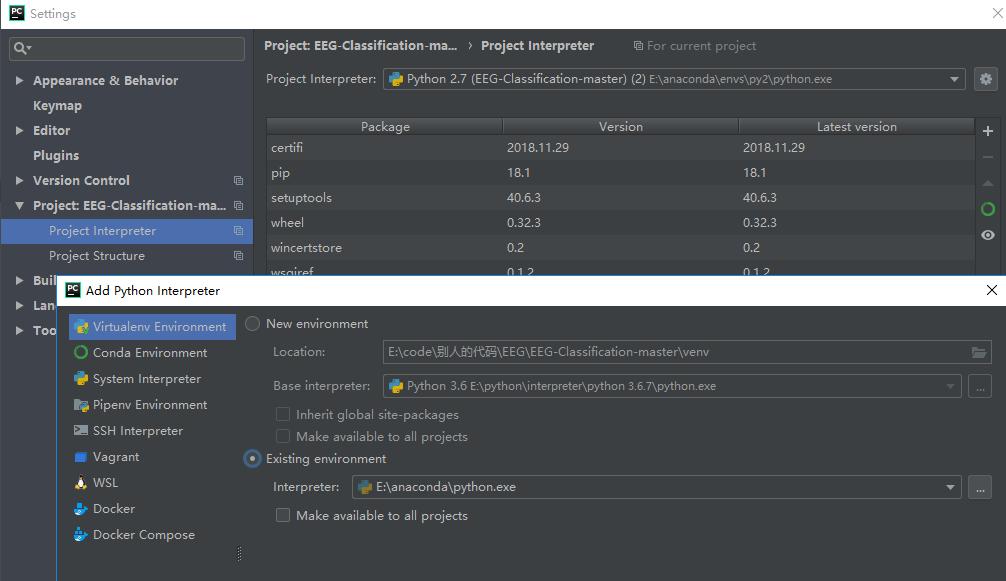 Settings
Project: EEG-Classification-ma... › Project Interpreter For current project
Project Interpreter: Python 2.7 (EEG-Classification-master) (2) E:\anaconda\envs\py2\python.exe
Appearance & Behavior
Keymap
Editor
Plugins
Version Control
Project: EEG-Classification-ma...
Project Interpreter
Project Structure
Buil
Lan
Too
Package Version Latest version
certifi 2018.11.29 2018.11.29
pip 18.1 18.1
setuptools 40.6.3 40.6.3
wheel 0.32.3 0.32.3
wincertstore 0.2 0.2
wsgiref 0.1.2 0.1.2
Add Python Interpreter
Virtualenv Environment
Conda Environment
System Interpreter
Pipenv Environment
SSH Interpreter
Vagrant
WSL
Docker
Docker Compose
New environment
Location: E:\code\别人的代码\EEG\EEG-Classification-master\venv
Base interpreter: Python 3.6 E:\python\interpreter\python 3.6.7\python.exe ...
Inherit global site-packages
Make available to all projects
Existing environment
Interpreter: E:\anaconda\python.exe ...
Make available to all projects